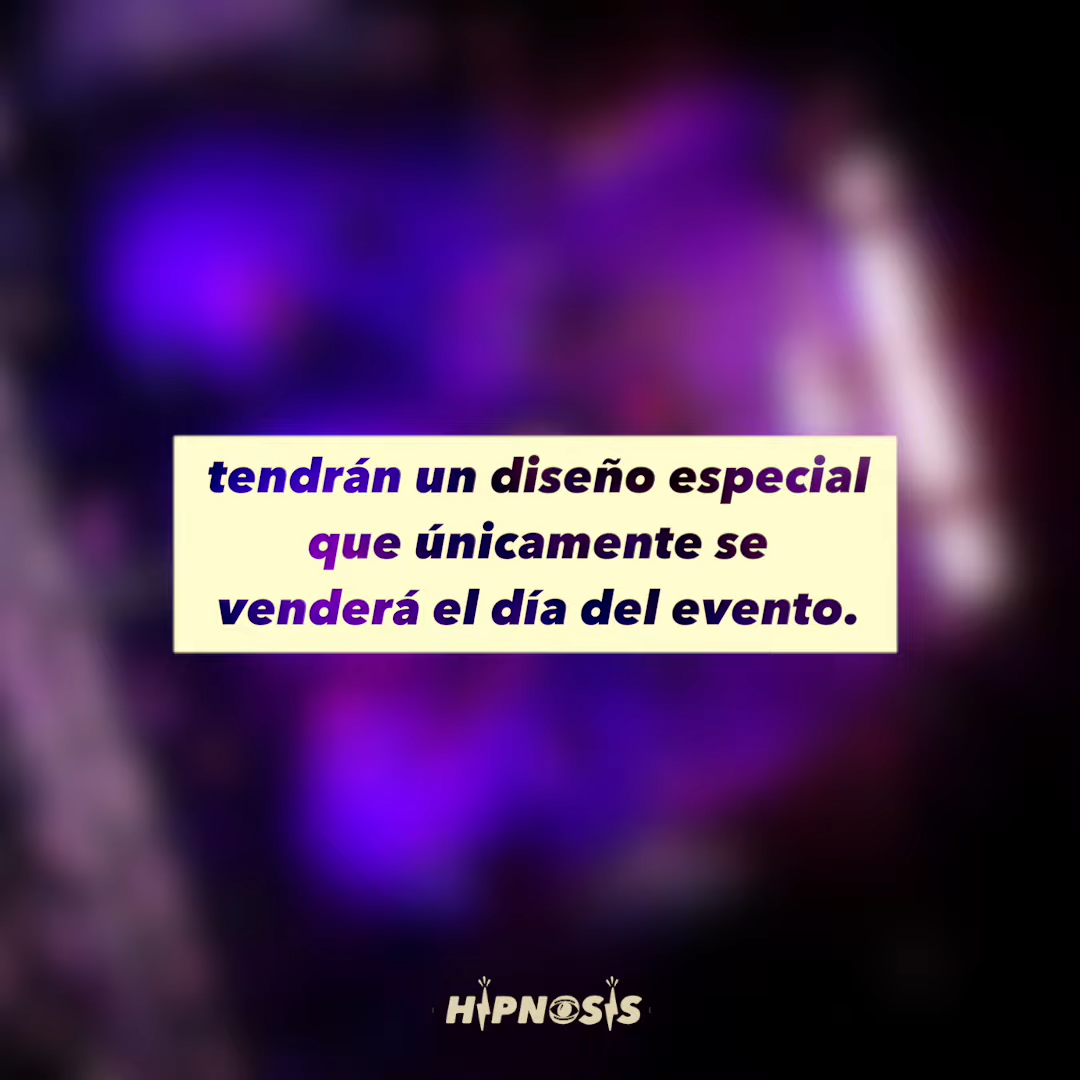 tendrán un diseño especial
que únicamente se
venderá el día del evento.
HIPNOSIS